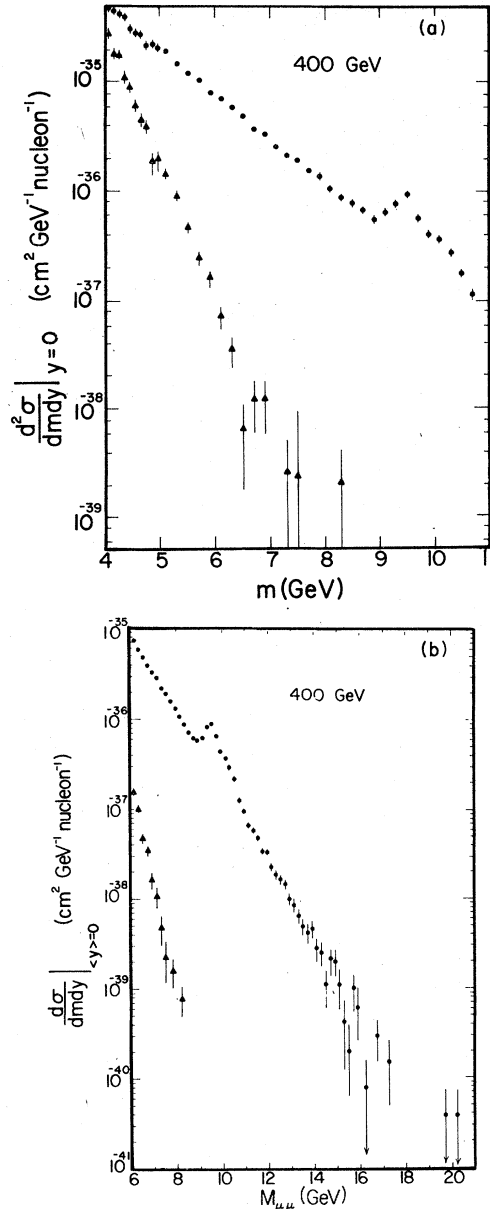 (a)
400 GeV
10^-35
10^-36
10^-37
10^-38
10^-39
d²σ/dmdy |y=0 (cm² GeV⁻¹ nucleon⁻¹)
4 5 6 7 8 9 10 11
m (GeV)
(b)
400 GeV
10^-35
10^-36
10^-37
10^-38
10^-39
10^-40
10^-41
dσ/dmdy |<y>=0 (cm² GeV⁻¹ nucleon⁻¹)
6 8 10 12 14 16 18 20
Mμμ (GeV)